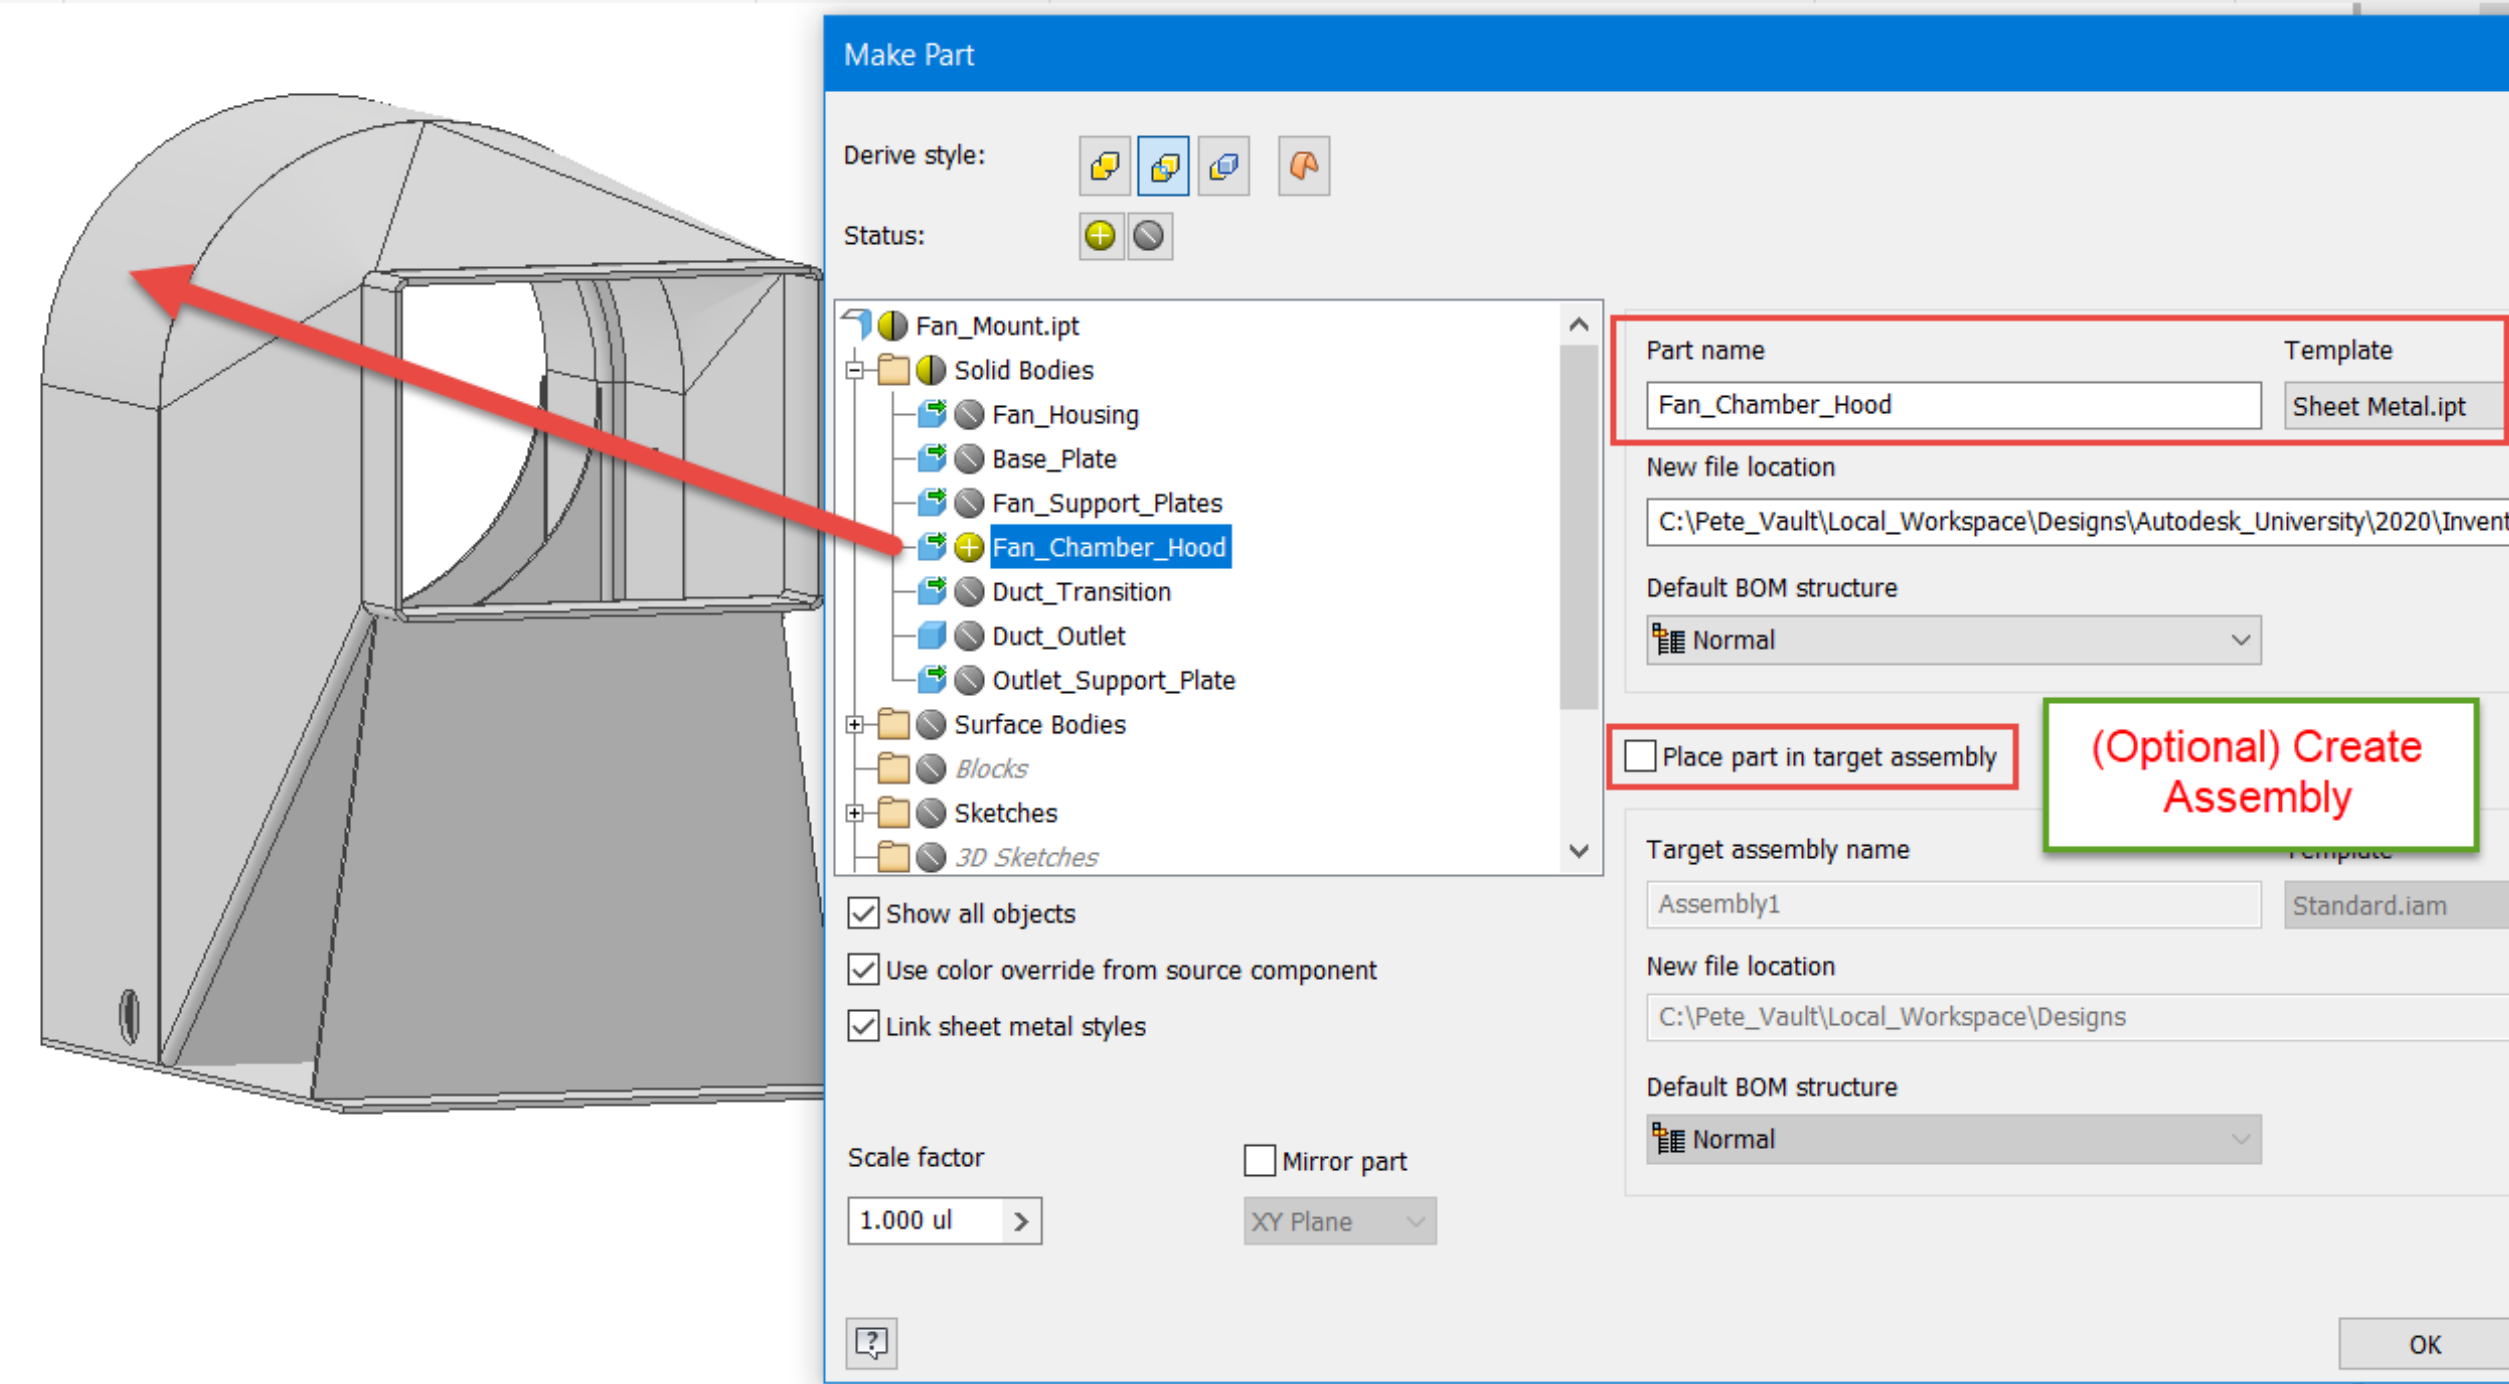 Make Part
Derive style:
Status:
Fan_Mount.ipt
Solid Bodies
Fan_Housing
Base_Plate
Fan_Support_Plates
Fan_Chamber_Hood
Duct_Transition
Duct_Outlet
Outlet_Support_Plate
Surface Bodies
Blocks
Sketches
3D Sketches
Show all objects
Use color override from source component
Link sheet metal styles
Scale factor
Mirror part
1.000 ul
XY Plane
Part name Template
Fan_Chamber_Hood Sheet Metal.ipt
New file location
C:\Pete_Vault\Local_Workspace\Designs\Autodesk_University\2020\Invent
Default BOM structure
Normal
Place part in target assembly
(Optional) Create
Assembly
Target assembly name Template
Assembly1 Standard.iam
New file location
C:\Pete_Vault\Local_Workspace\Designs
Default BOM structure
Normal
OK